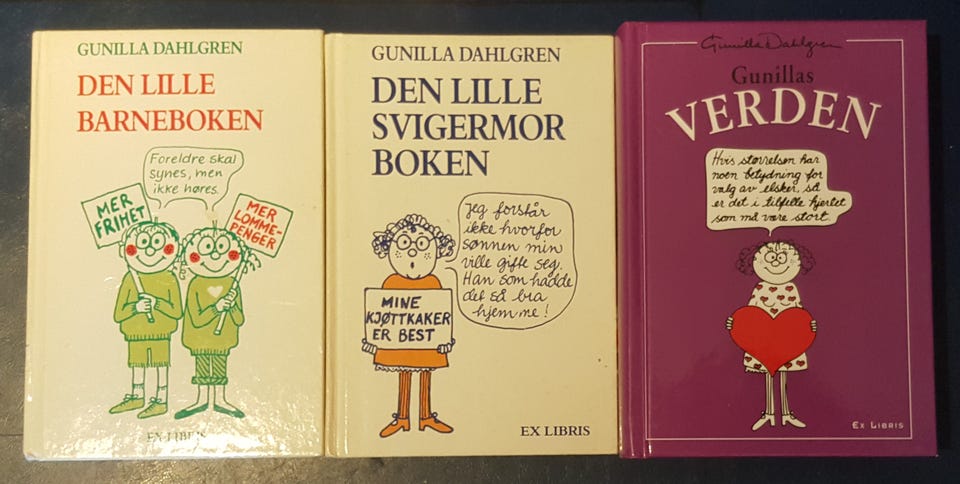 GUNILLA DAHLGREN
DEN LILLE
BARNEBOKEN
Foreldre skal
synes, men
ikke høres.
MER
FRIHET
MER
LOMME-
PENGER
EX LIBRIS
GUNILLA DAHLGREN
DEN LILLE
SVIGERMOR
BOKEN
Jeg forstår
ikke hvorfor
sønnen min
ville gifte seg.
Han som hadde
det så bra
hjemme!
MINE
KJØTTKAKER
ER BEST
EX LIBRIS
Gunilla Dahlgren
Gunillas
VERDEN
Hvis størrelsen har
noen betydning for
valg av elsker, så
er det i tilfelle hjertet
som må være stort.
EX LIBRIS